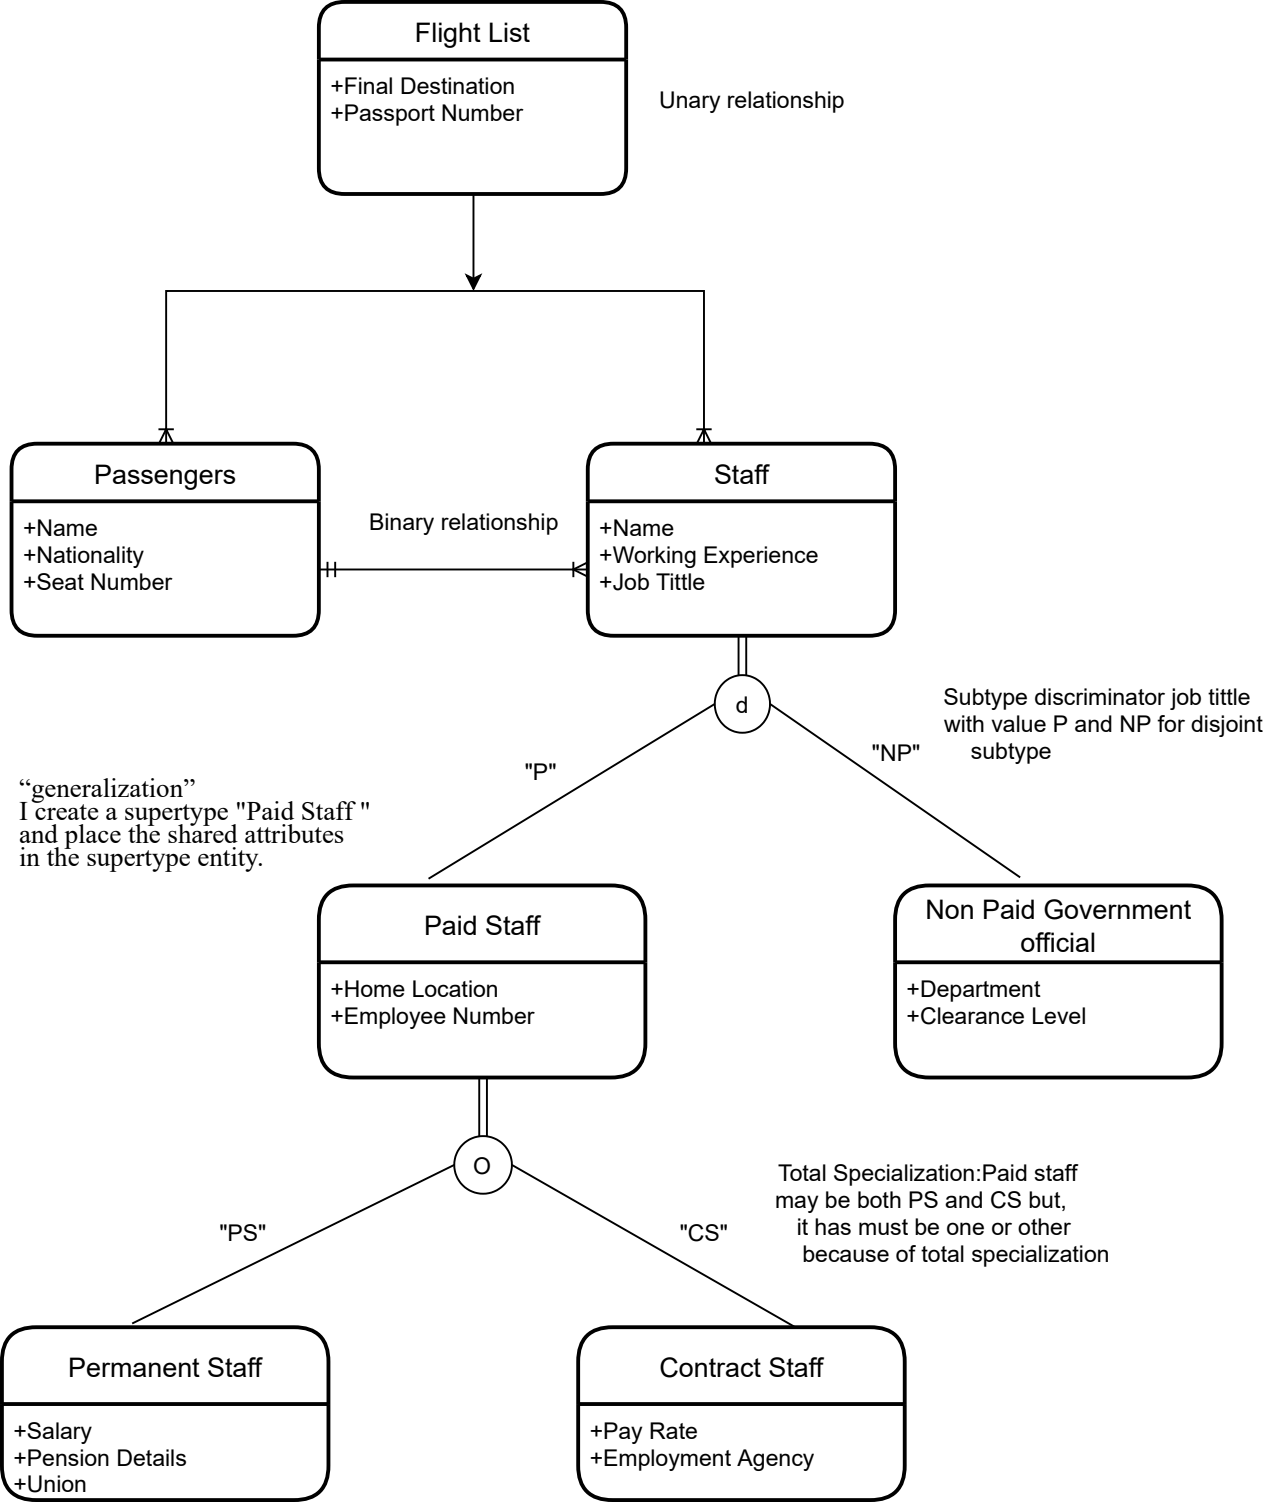 Flight List
+Final Destination
+Passport Number
Unary relationship
Passengers
+Name
+Nationality
+Seat Number
Binary relationship
Staff
+Name
+Working Experience
+Job Tittle
d
Subtype discriminator job tittle
with value P and NP for disjoint
subtype
"P"
"NP"
“generalization”
I create a supertype "Paid Staff "
and place the shared attributes
in the supertype entity.
Paid Staff
+Home Location
+Employee Number
Non Paid Government
official
+Department
+Clearance Level
O
Total Specialization:Paid staff
may be both PS and CS but,
it has must be one or other
because of total specialization
"PS"
"CS"
Permanent Staff
+Salary
+Pension Details
+Union
Contract Staff
+Pay Rate
+Employment Agency